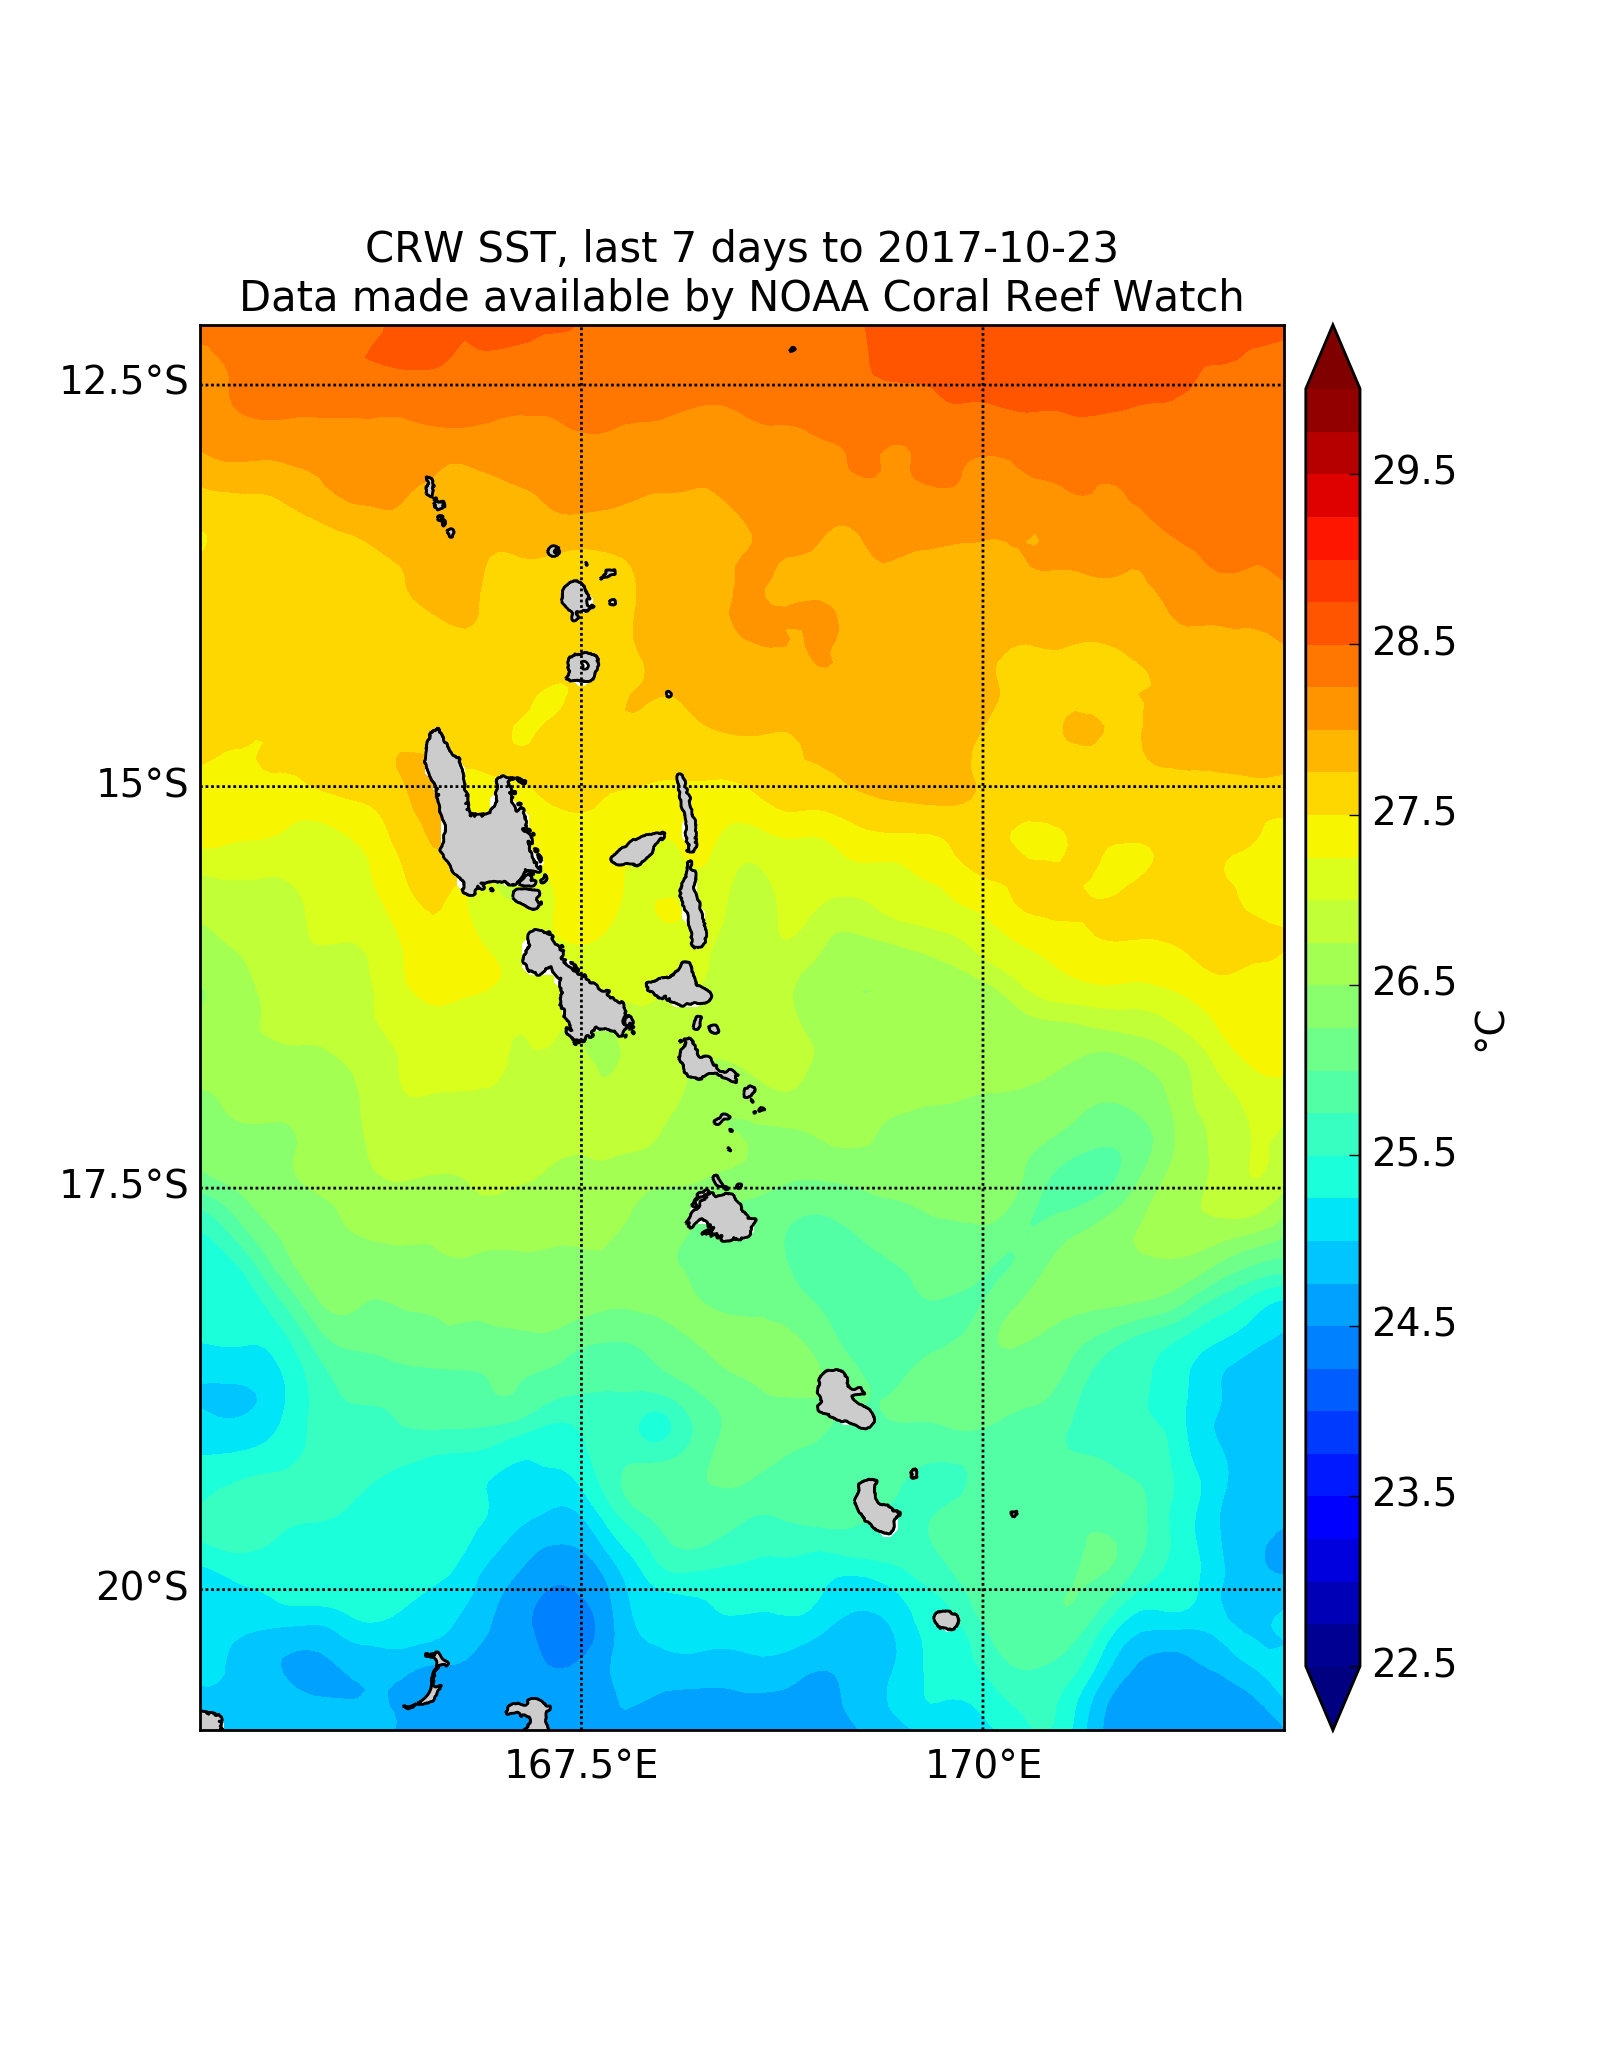 CRW SST, last 7 days to 2017-10-23
Data made available by NOAA Coral Reef Watch
12.5°S
15°S
17.5°S
20°S
167.5°E
170°E
29.5
28.5
27.5
26.5
25.5
24.5
23.5
22.5
°C